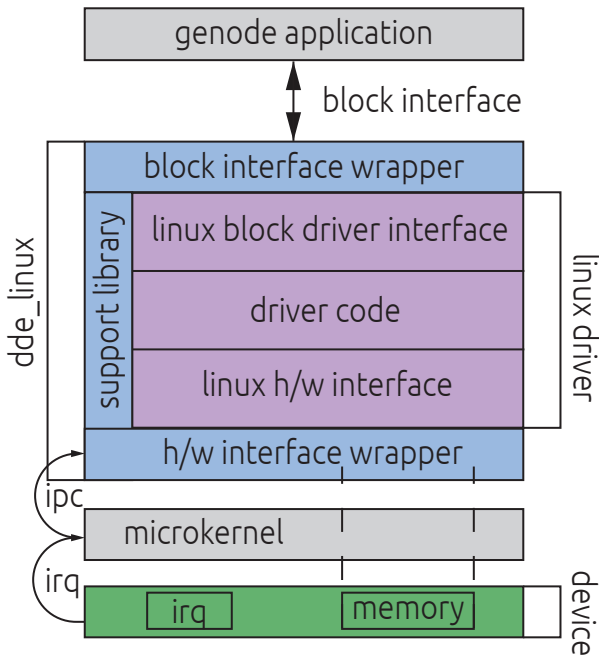 genode application
block interface
block interface wrapper
dde_linux
support library
linux block driver interface
driver code
linux h/w interface
linux driver
h/w interface wrapper
ipc
microkernel
irq
irq
memory
device